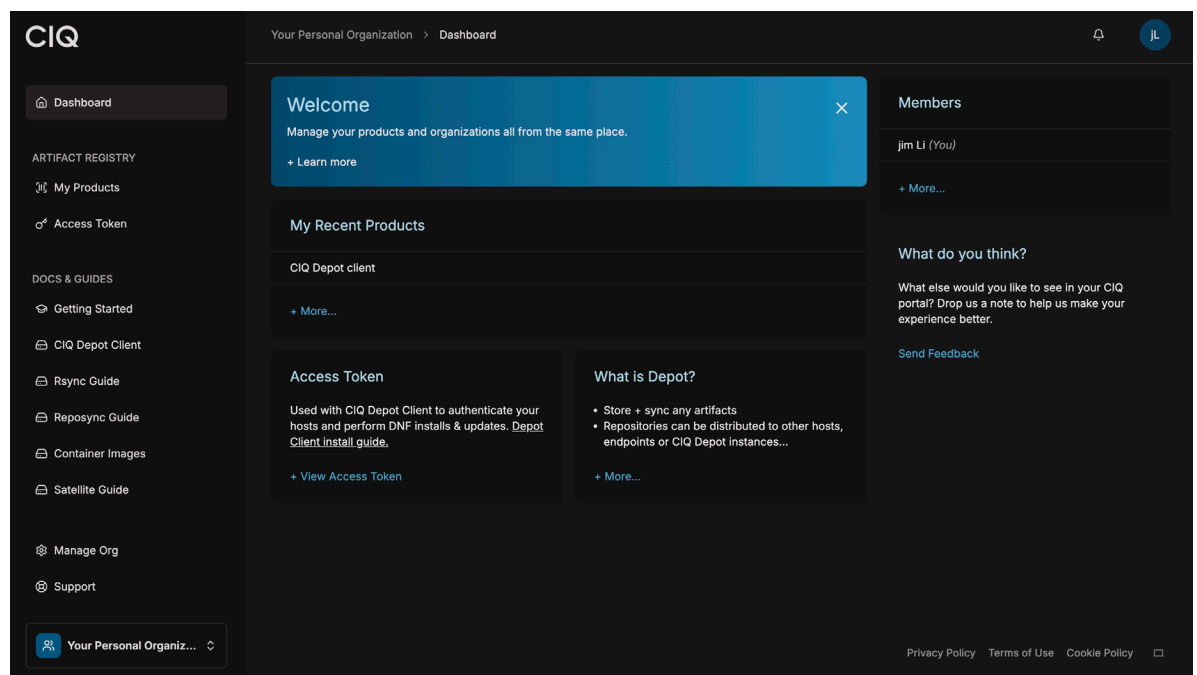 CIQ
Your Personal Organization > Dashboard
jL
Dashboard
ARTIFACT REGISTRY
My Products
Access Token
DOCS & GUIDES
Getting Started
CIQ Depot Client
Rsync Guide
Reposync Guide
Container Images
Satellite Guide
Manage Org
Support
Your Personal Organiz...
Welcome
Manage your products and organizations all from the same place.
+ Learn more
My Recent Products
CIQ Depot client
+ More...
Access Token
Used with CIQ Depot Client to authenticate your
hosts and perform DNF installs & updates. Depot
Client install guide.
+ View Access Token
What is Depot?
• Store + sync any artifacts
• Repositories can be distributed to other hosts,
endpoints or CIQ Depot instances...
+ More...
Members
jim Li (You)
+ More...
What do you think?
What else would you like to see in your CIQ
portal? Drop us a note to help us make your
experience better.
Send Feedback
Privacy Policy Terms of Use Cookie Policy